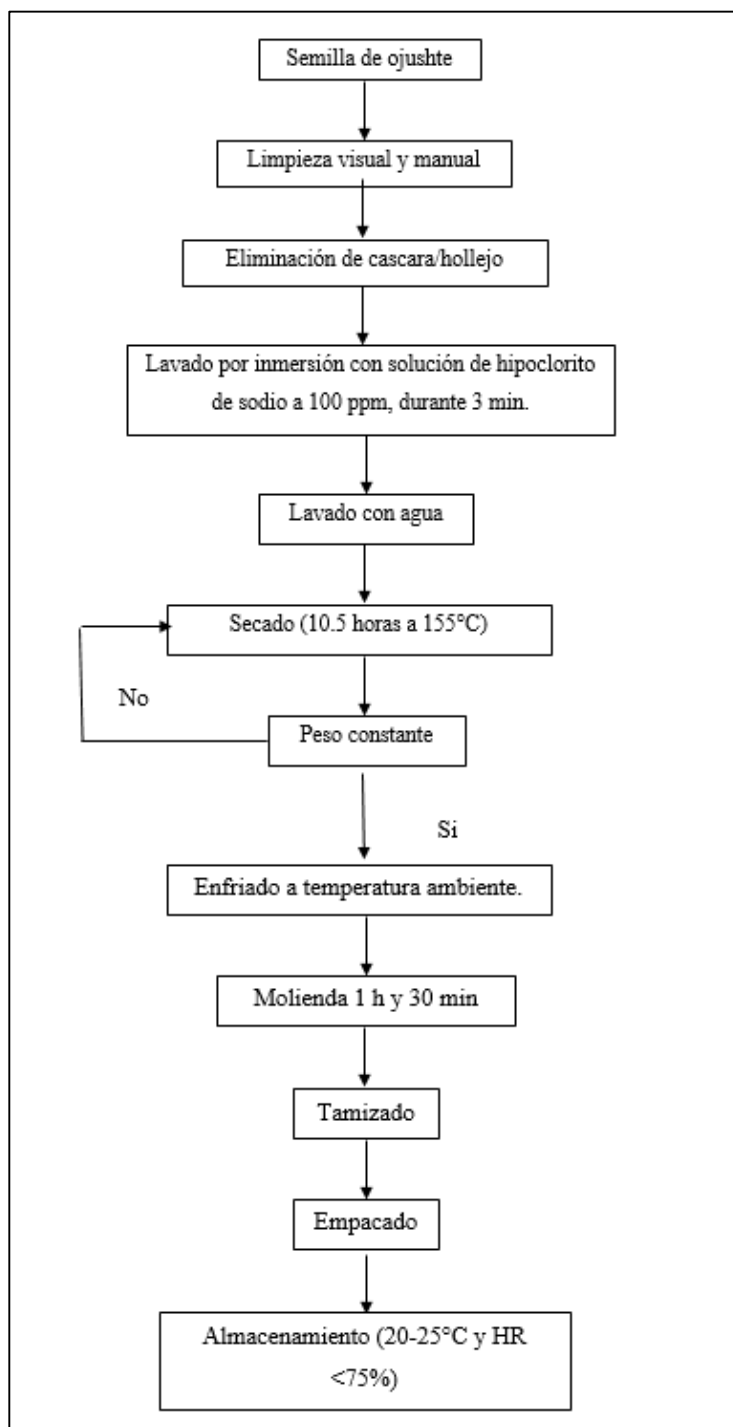 Semilla de ojushte
Limpieza visual y manual
Eliminación de cascara/hollejo
Lavado por inmersión con solución de hipoclorito
de sodio a 100 ppm, durante 3 min.
Lavado con agua
Secado (10.5 horas a 155°C)
No
Peso constante
Si
Enfriado a temperatura ambiente.
Molienda 1 h y 30 min
Tamizado
Empacado
Almacenamiento (20-25°C y HR
<75%)